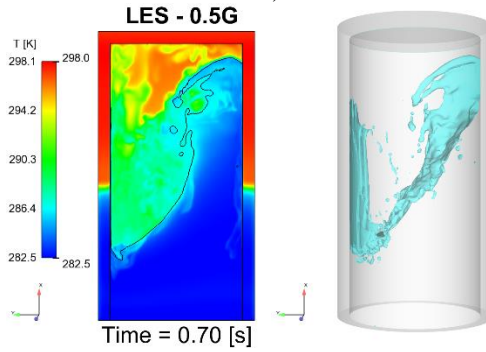 LES - 0.5G
T [K]
298.1
294.2
290.3
286.4
282.5
298.0
282.5
X
Y
X
Y
Time = 0.70 [s]